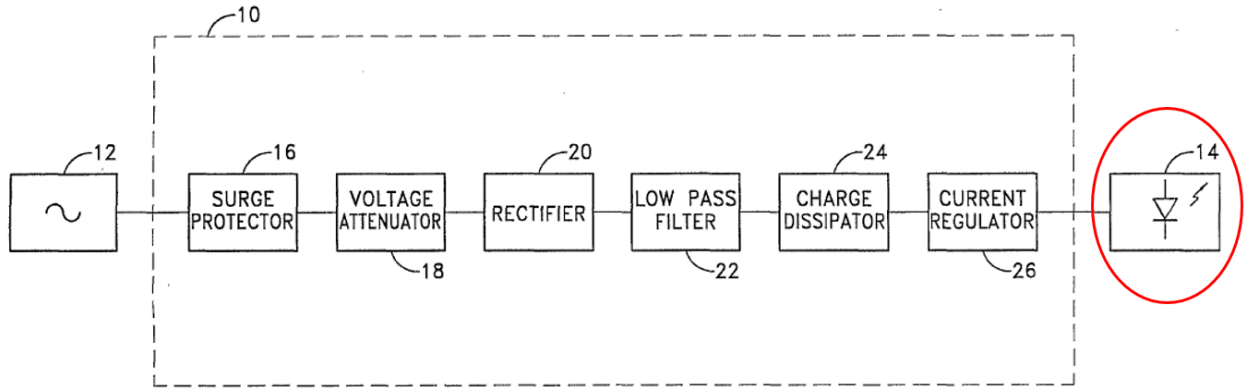 10
12
16
20
24
14
SURGE
PROTECTOR
VOLTAGE
ATTENUATOR
RECTIFIER
LOW PASS
FILTER
CHARGE
DISSIPATOR
CURRENT
REGULATOR
18
22
26